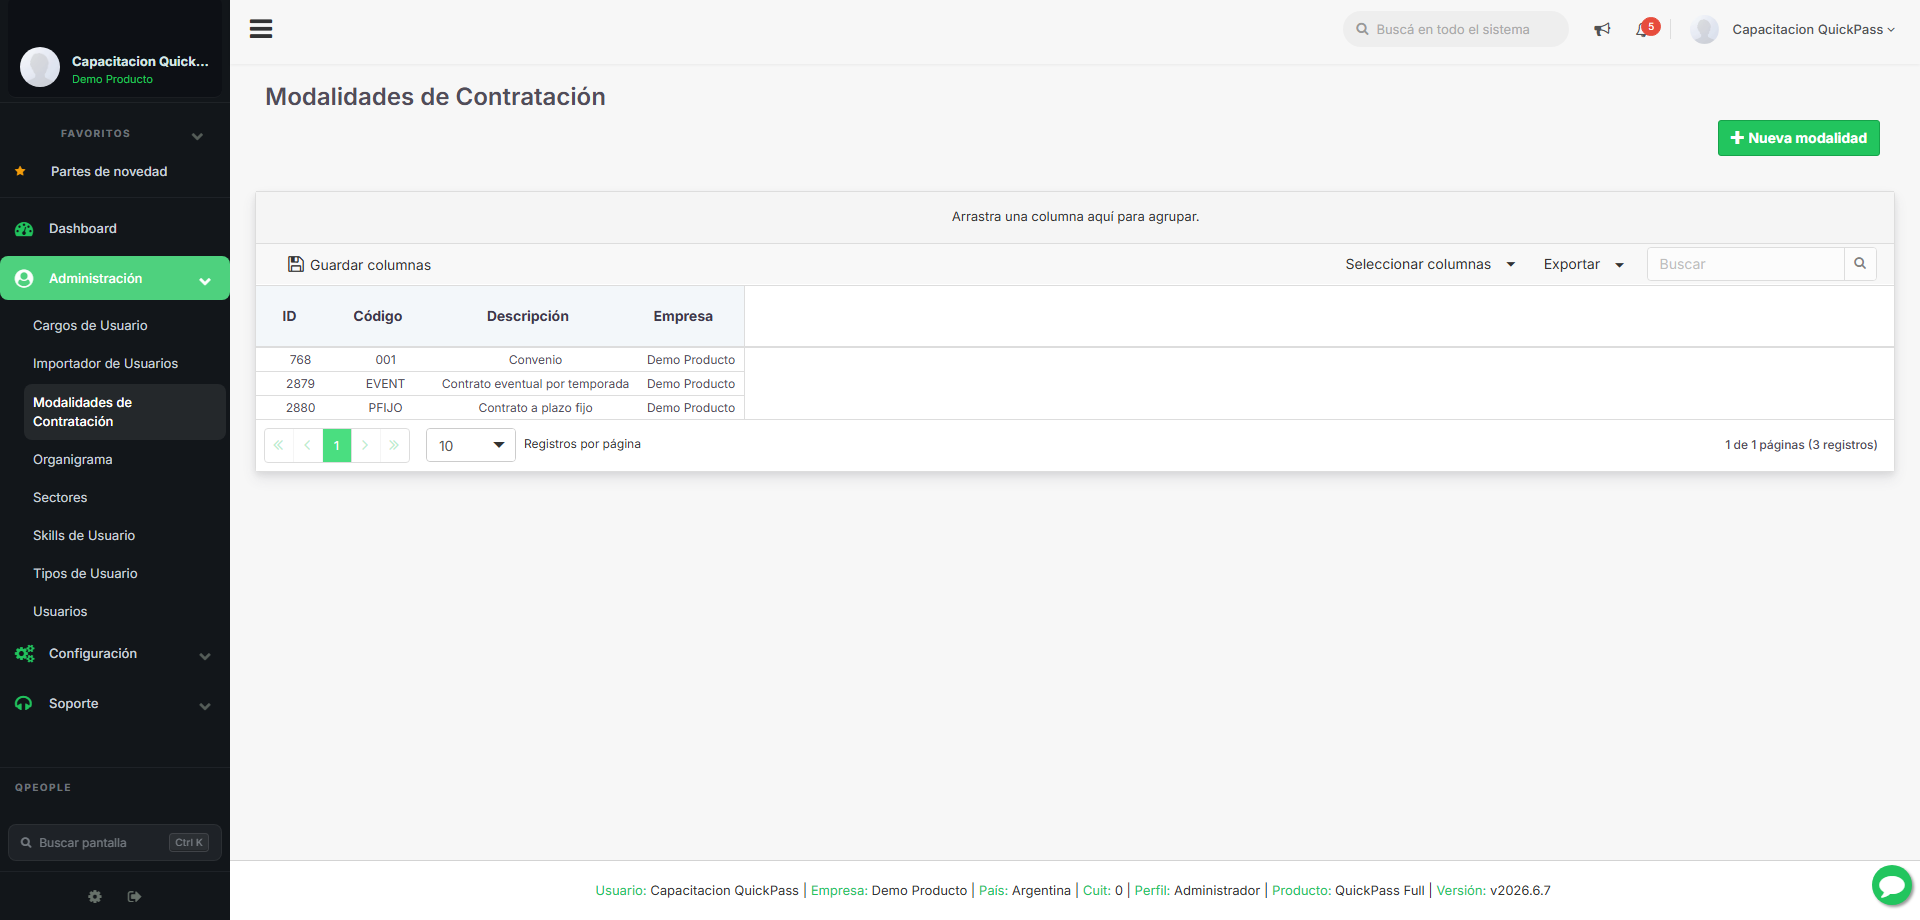 Capacitacion Quick...
Demo Producto
FAVORITOS
Partes de novedad
Dashboard
Administración
Cargos de Usuario
Importador de Usuarios
Modalidades de
Contratación
Organigrama
Sectores
Skills de Usuario
Tipos de Usuario
Usuarios
Configuración
Soporte
QPEOPLE
Buscar pantalla Ctrl K
Buscá en todo el sistema 5 Capacitacion QuickPass
Modalidades de Contratación
Nueva modalidad
Arrastra una columna aquí para agrupar.
Guardar columnas Seleccionar columnas Exportar Buscar
ID Código Descripción Empresa
768 001 Convenio Demo Producto
2879 EVENT Contrato eventual por temporada Demo Producto
2880 PFIJO Contrato a plazo fijo Demo Producto
« ‹ 1 › » 10 Registros por página 1 de 1 páginas (3 registros)
Usuario: Capacitacion QuickPass | Empresa: Demo Producto | País: Argentina | Cuit: 0 | Perfil: Administrador | Producto: QuickPass Full | Versión: v2026.6.7